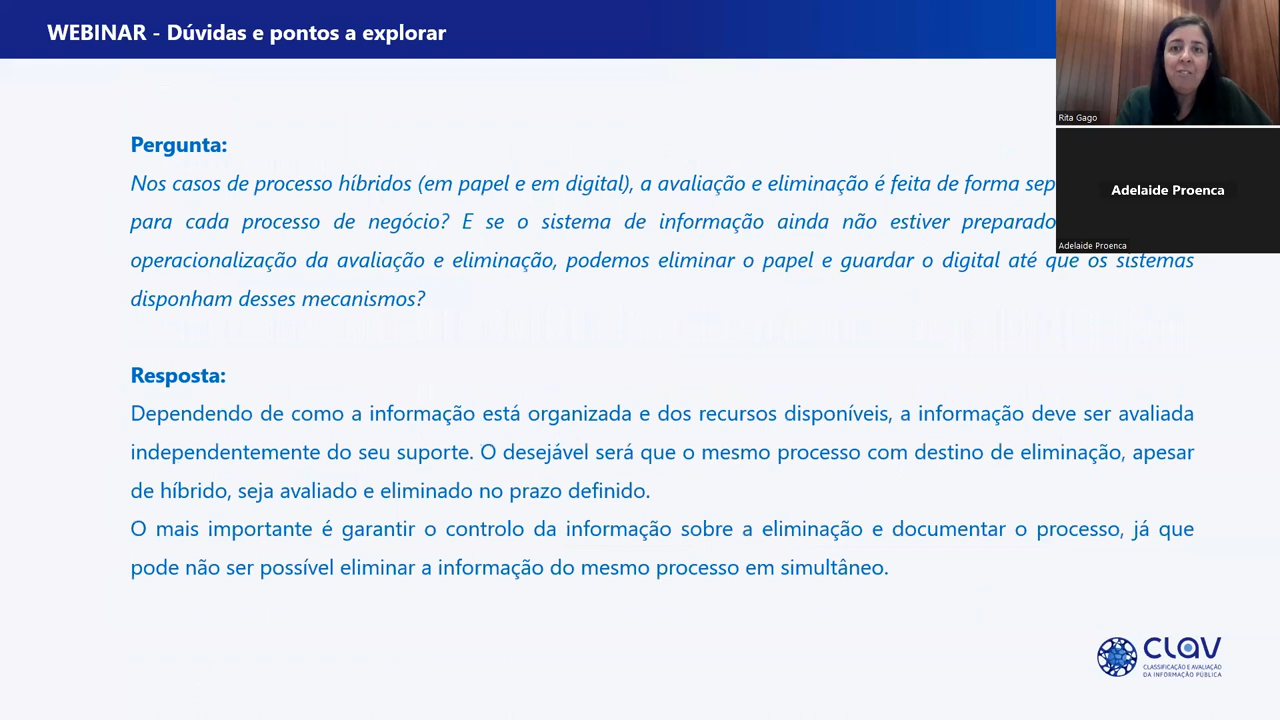 WEBINAR - Dúvidas e pontos a explorar
Rita Gago
Adelaide Proenca
Adelaide Proenca
Pergunta:
Nos casos de processo híbridos (em papel e em digital), a avaliação e eliminação é feita de forma sep
para cada processo de negócio? E se o sistema de informação ainda não estiver preparado
operacionalização da avaliação e eliminação, podemos eliminar o papel e guardar o digital até que os sistemas
disponham desses mecanismos?
Resposta:
Dependendo de como a informação está organizada e dos recursos disponíveis, a informação deve ser avaliada
independentemente do seu suporte. O desejável será que o mesmo processo com destino de eliminação, apesar
de híbrido, seja avaliado e eliminado no prazo definido.
O mais importante é garantir o controlo da informação sobre a eliminação e documentar o processo, já que
pode não ser possível eliminar a informação do mesmo processo em simultâneo.
CLAV
CLASSIFICAÇÃO E AVALIAÇÃO
DA INFORMAÇÃO PÚBLICA